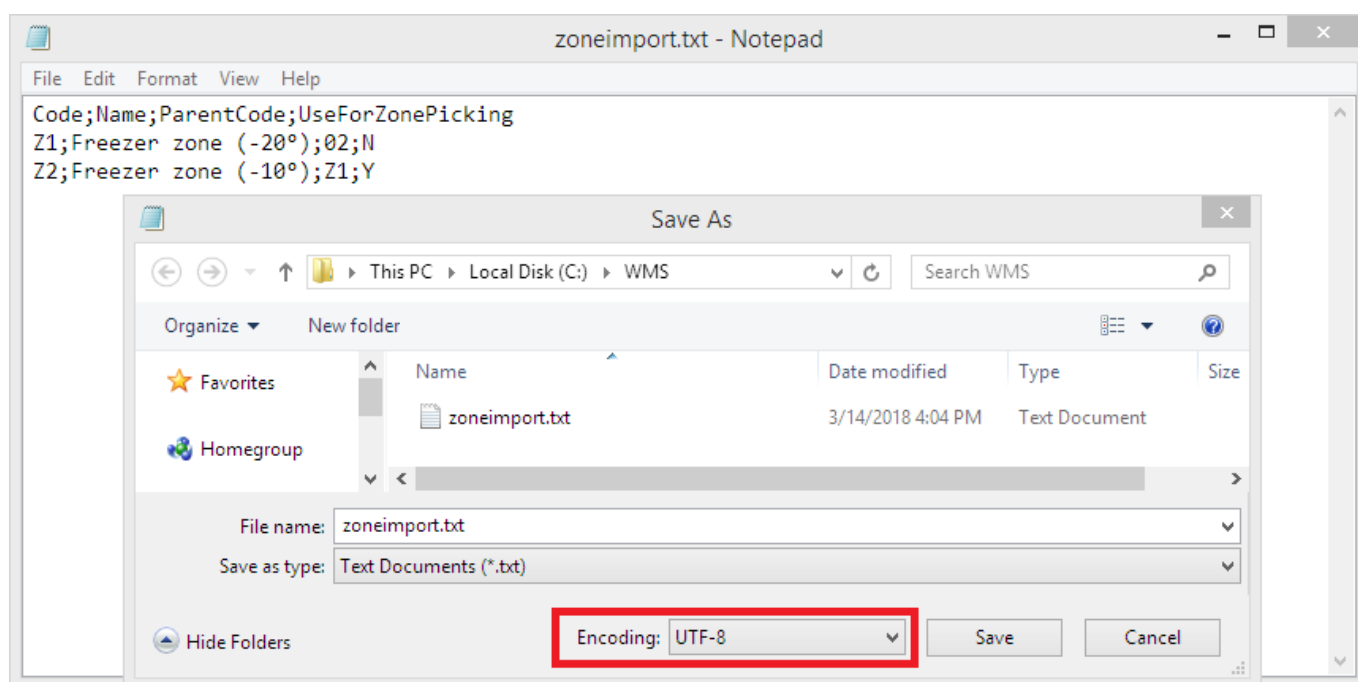 zoneimport.txt - Notepad
File Edit Format View Help
Code;Name;ParentCode;UseForZonePicking
Z1;Freezer zone (-20º);02;N
Z2;Freezer zone (-10º);Z1;Y
Save As
This PC Local Disk (C:) WMS Search WMS
Organize New folder
Name Date modified Type Size
Favorites
zoneimport.txt 3/14/2018 4:04 PM Text Document
Homegroup
File name: zoneimport.txt
Save as type: Text Documents (*.txt)
Hide Folders Encoding: UTF-8 Save Cancel